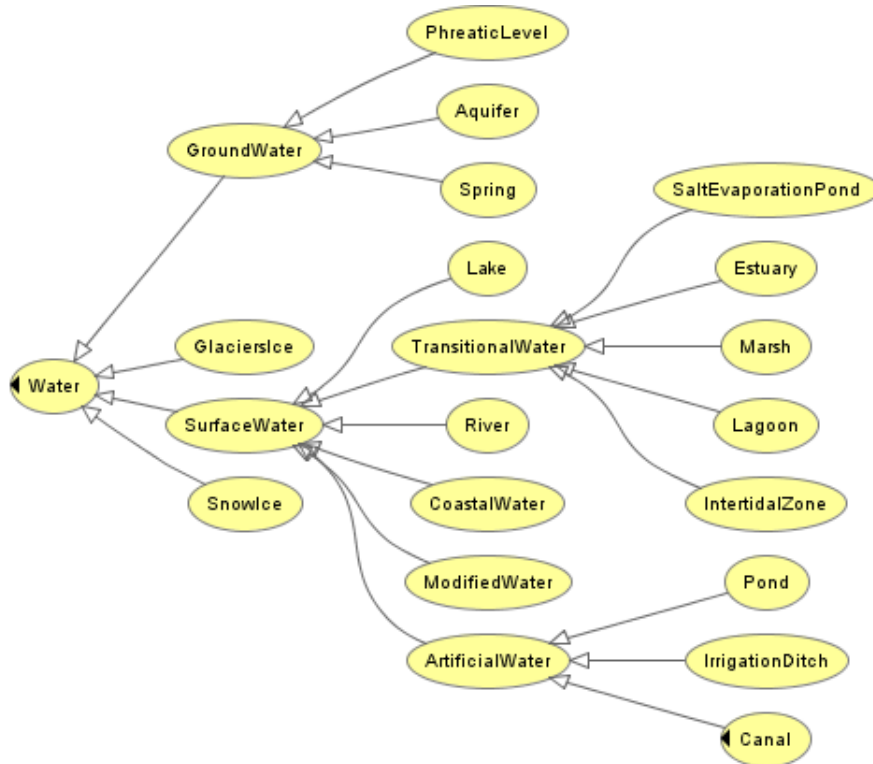 PhreaticLevel
Aquifer
GroundWater
Spring
SaltEvaporationPond
Lake
Estuary
GlaciersIce
TransitionalWater
Marsh
Water
SurfaceWater
River
Lagoon
SnowIce
CoastalWater
IntertidalZone
ModifiedWater
Pond
ArtificialWater
IrrigationDitch
Canal